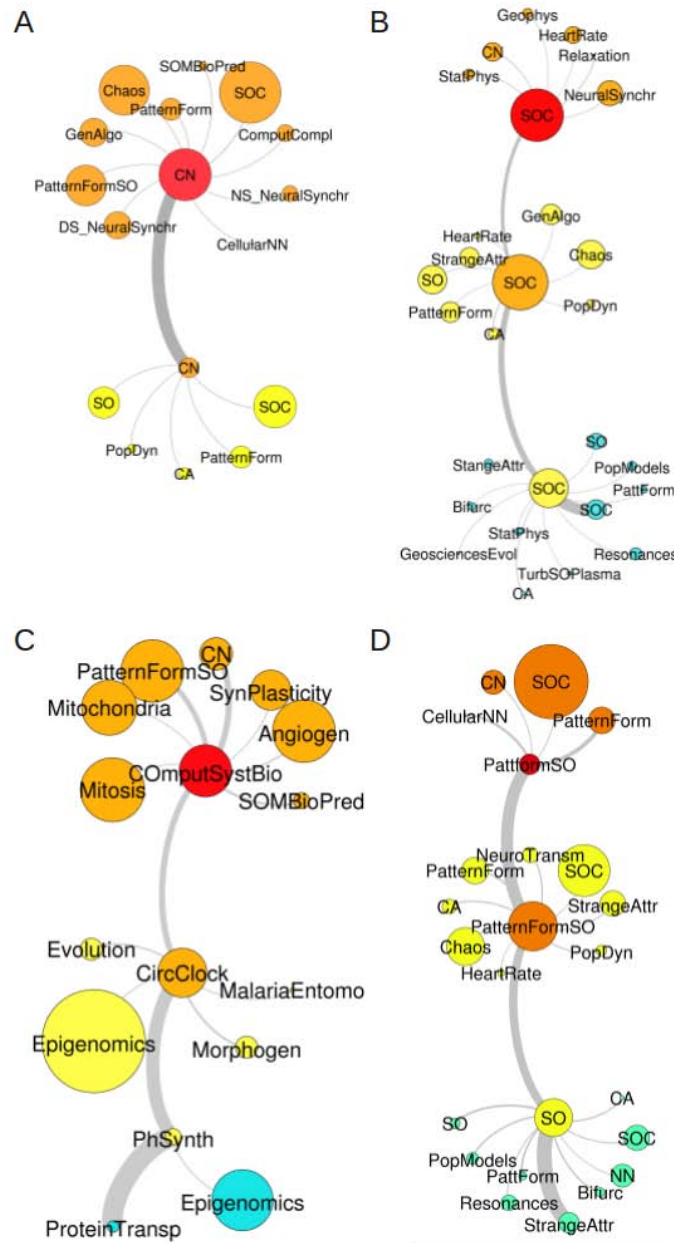 A
SOMBioPred
Chaos
SOC
PatternForm
GenAlgo
ComputCompl
CN
PatternFormSO
NS_NeuralSynchr
DS_NeuralSynchr
CellularNN
CN
SO
SOC
PopDyn
PatternForm
CA
B
Geophys
HeartRate
CN
Relaxation
StatPhys
NeuralSynchr
SOC
GenAlgo
HeartRate
StrangeAttr
Chaos
SO
SOC
PatternForm
PopDyn
CA
SO
StangeAttr
PopModels
SOC
PattForm
Bifurc
SOC
StatPhys
GeosciencesEvol
Resonances
TurbSOPlasma
OA
C
CN
PatternFormSO
SynPlasticity
Mitochondria
Angiogen
COmputSystBio
Mitosis
SOMBioPred
Evolution
CircClock
MalariaEntomo
Epigenomics
Morphogen
PhSynth
Epigenomics
ProteinTransp
D
CN
SOC
CellularNN
PatternForm
PattformSO
NeuroTransm
PatternForm
SOC
CA
StrangeAttr
PatternFormSO
Chaos
PopDyn
HeartRate
OA
SO
SO
SOC
PopModels
PattForm
NN
Bifurc
Resonances
StrangeAttr